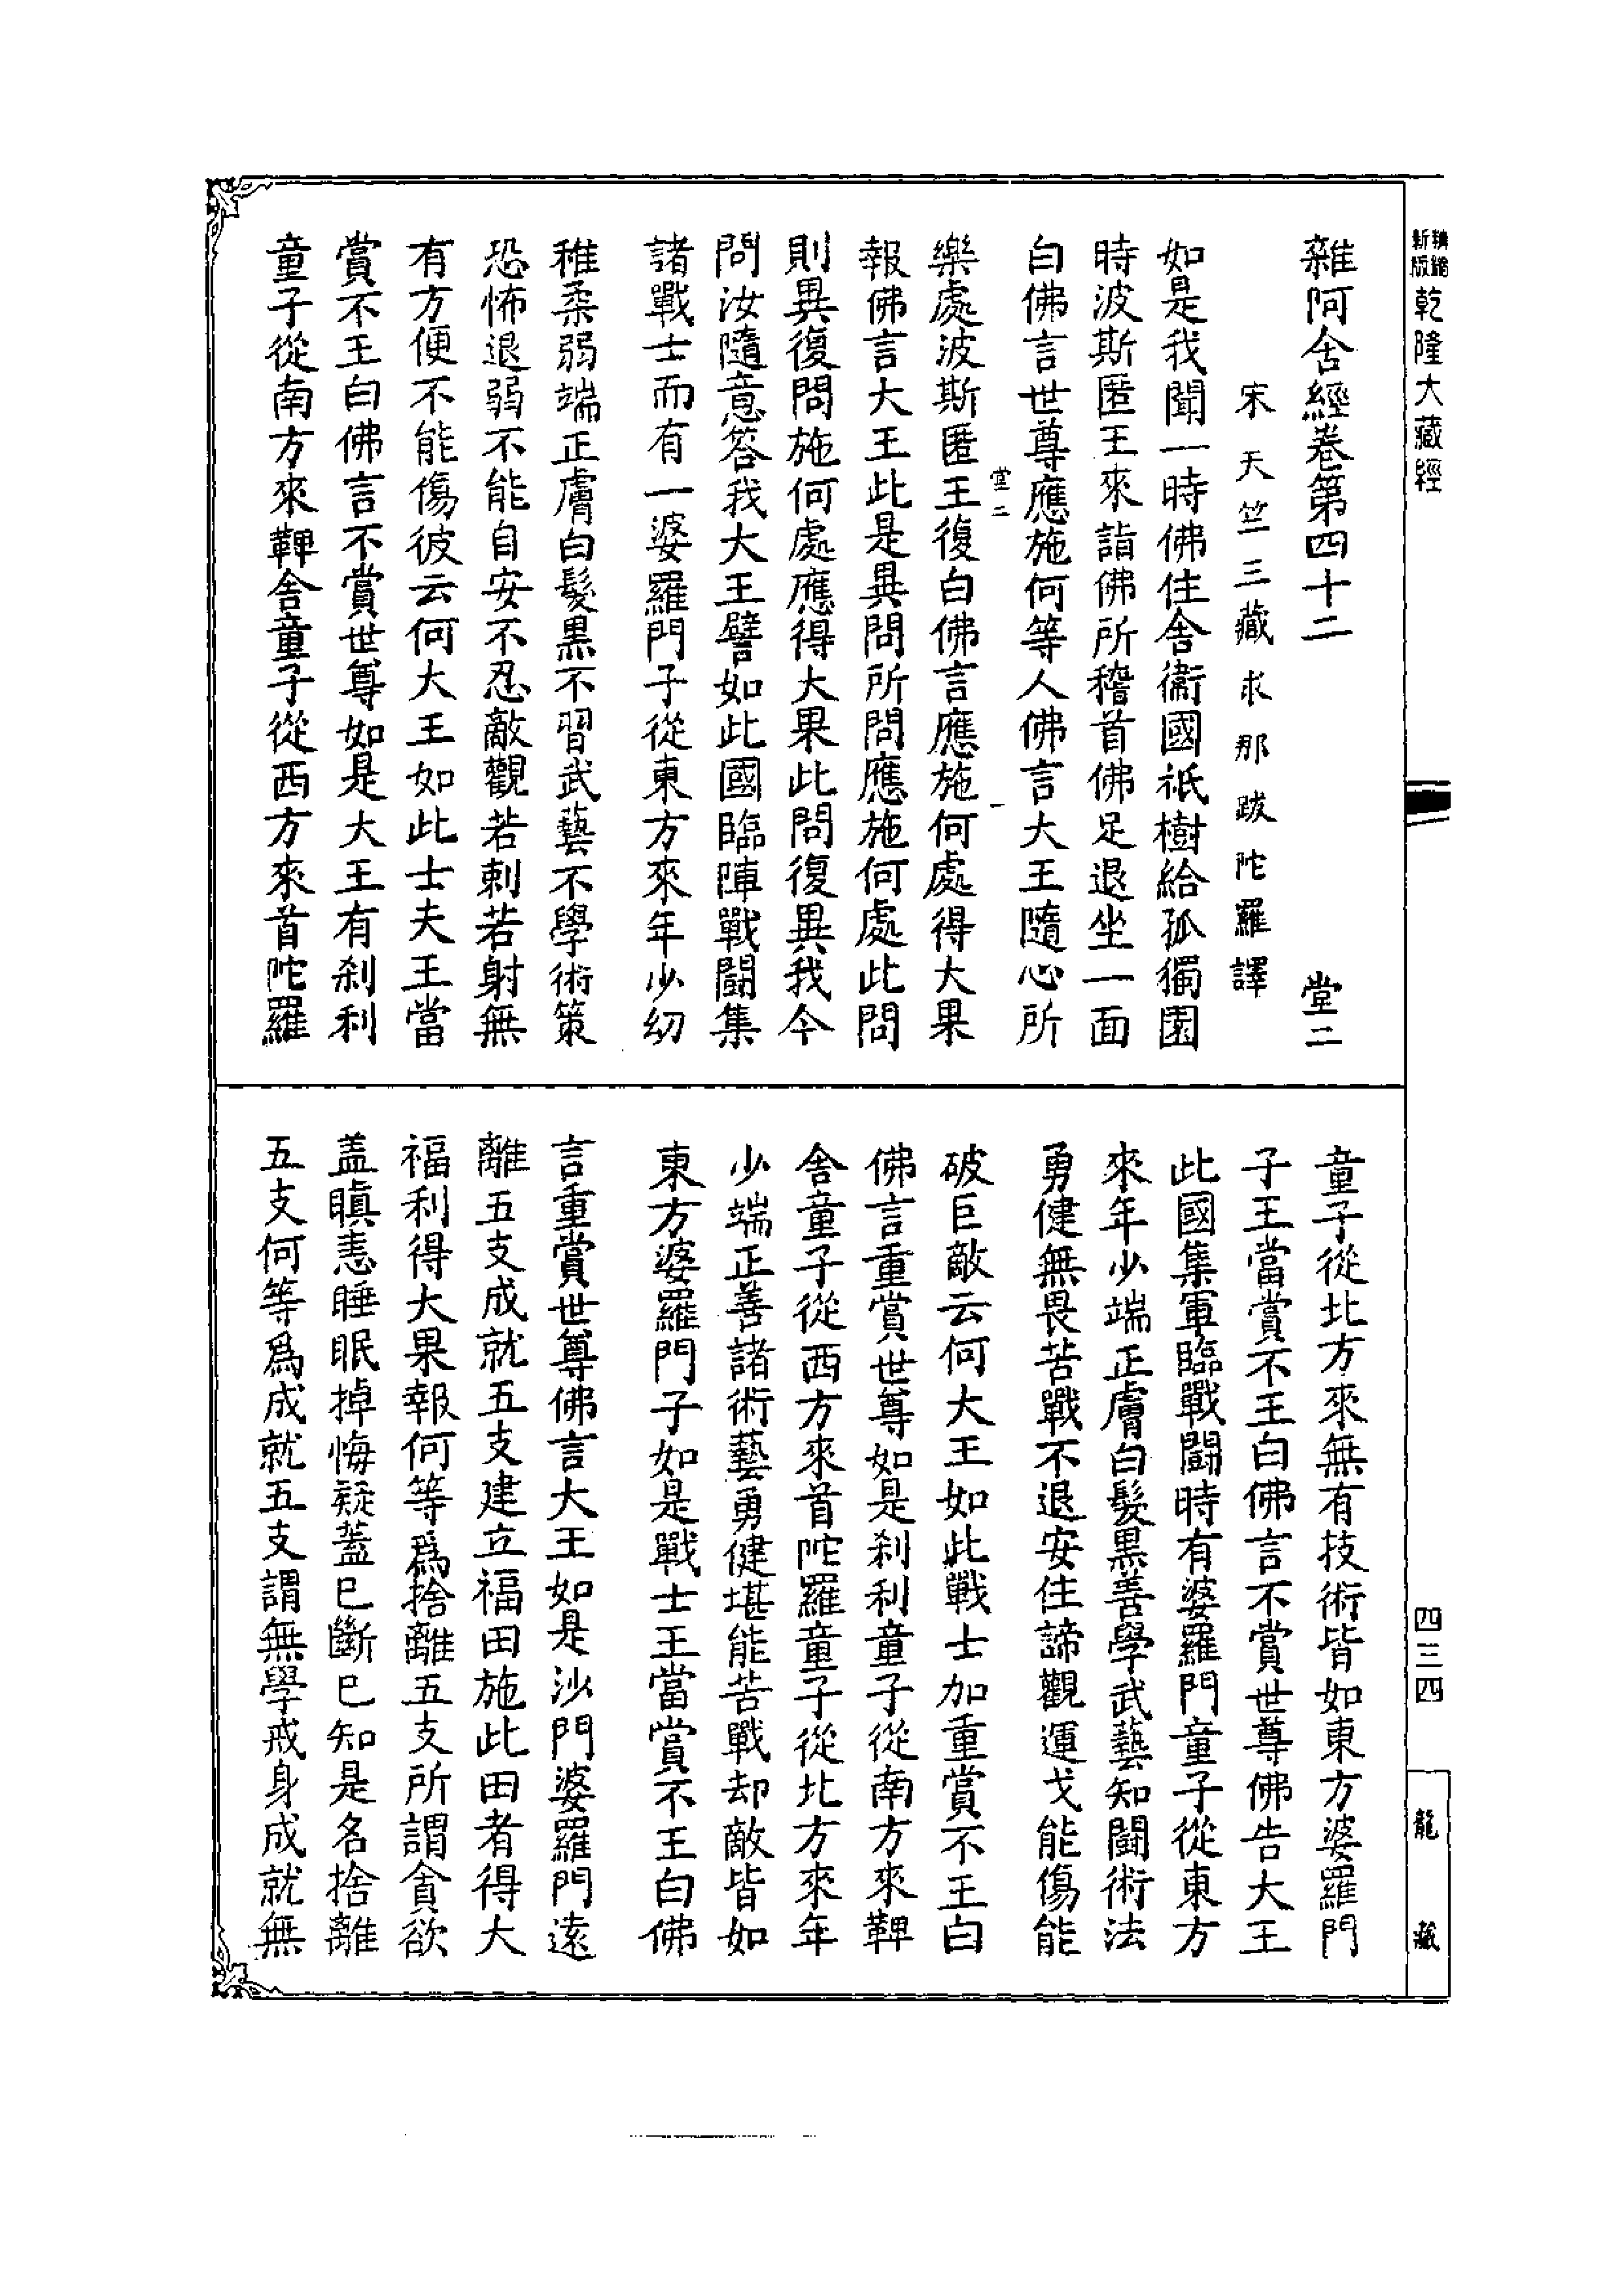 新編縮版乾隆大藏經
雜阿含經卷第四十二 堂二
宋天竺三藏求那跋陀羅譯
如是我聞一時佛住舍衞國祇樹給孤獨園
時波斯匿王來詣佛所稽首佛足退坐一面
白佛言世尊應施何等人佛言大王隨心所
堂二 一
樂處波斯匿王復白佛言應施何處得大果
報佛言大王此是異問所問應施何處此問
則異復問施何處應得大果此問復異我今
問汝隨意答我大王譬如此國臨陣戰鬪集
諸戰士而有一婆羅門子從東方來年少幼
稚柔弱端正膚白髮黑不習武藝不學術策
恐怖退弱不能自安不忍敵觀若刺若射無
有方便不能傷彼云何大王如此士夫王當
賞不王白佛言不賞世尊如是大王有刹利
童子從南方來鞞舍童子從西方來首陀羅
童子從北方來無有技術皆如東方婆羅門
子王當賞不王白佛言不賞世尊佛告大王
此國集軍臨戰鬪時有婆羅門童子從東方
來年少端正膚白髮黑善學武藝知鬪術法
勇健無畏苦戰不退安住諦觀運戈能傷能
破巨敵云何大王如此戰士加重賞不王白
佛言重賞世尊如是刹利童子從南方來鞞
舍童子從西方來首陀羅童子從北方來年
少端正善諸術藝勇健堪能苦戰却敵皆如
東方婆羅門子如是戰士王當賞不王白佛
言重賞世尊佛言大王如是沙門婆羅門遠
離五支成就五支建立福田施此田者得大
福利得大果報何等爲捨離五支所謂貪欲
盖瞋恚睡眠掉悔疑蓋已斷已知是名捨離
五支何等爲成就五支謂無學戒身成就無
四三四
龍藏